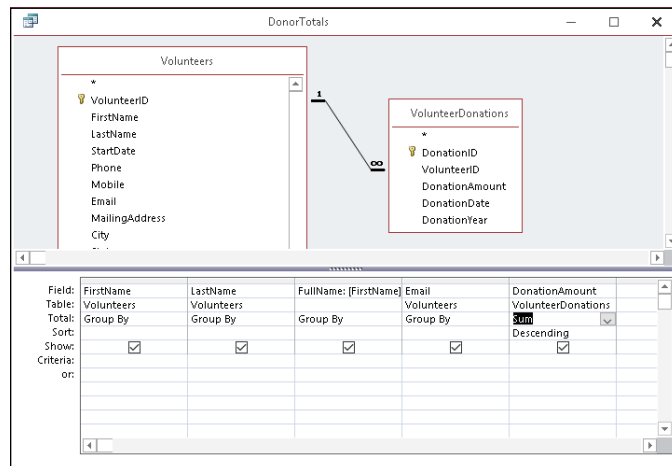 DonorTotals
Volunteers
*
VolunteerID
FirstName
LastName
StartDate
Phone
Mobile
Email
MailingAddress
City
1
∞
VolunteerDonations
*
DonationID
VolunteerID
DonationAmount
DonationDate
DonationYear
Field: FirstName LastName FullName: [FirstName] Email DonationAmount
Table: Volunteers Volunteers Volunteers VolunteerDonations
Total: Group By Group By Group By Group By Sum
Sort: Descending
Show:
Criteria:
or: